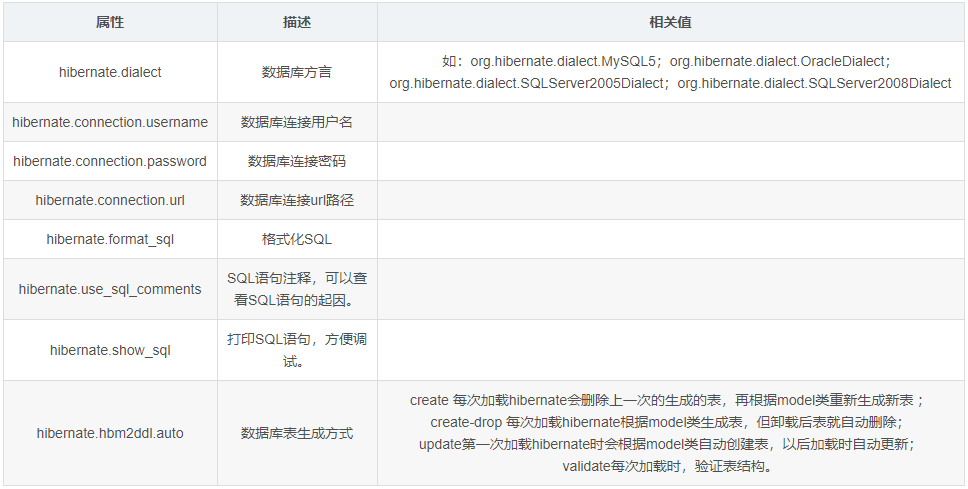 属性 描述 相关值
hibernate.dialect 数据库方言 如：org.hibernate.dialect.MySQL5；org.hibernate.dialect.OracleDialect；
org.hibernate.dialect.SQLServer2005Dialect；org.hibernate.dialect.SQLServer2008Dialect
hibernate.connection.username 数据库连接用户名
hibernate.connection.password 数据库连接密码
hibernate.connection.url 数据库连接url路径
hibernate.format_sql 格式化SQL
hibernate.use_sql_comments SQL语句注释，可以查
看SQL语句的起因。
hibernate.show_sql 打印SQL语句，方便调
试。
hibernate.hbm2ddl.auto 数据库表生成方式 create 每次加载hibernate会删除上一次的生成的表，再根据model类重新生成新表 ；
create-drop 每次加载hibernate根据model类生成表，但卸载后表就自动删除；
update第一次加载hibernate时会根据model类自动创建表，以后加载时自动更新；
validate每次加载时，验证表结构。